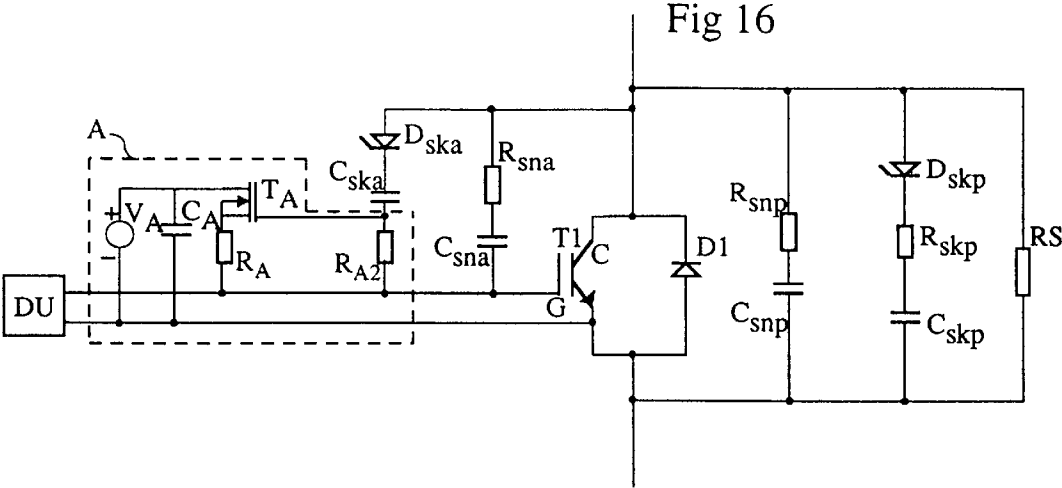 Fig 16
A
D_ska
R_sna
C_ska
T_A
+
V_A
C_A
R_snp
D_skp
T1
C
D1
RS
R_A
R_A2
C_sna
R_skp
−
DU
G
C_snp
C_skp